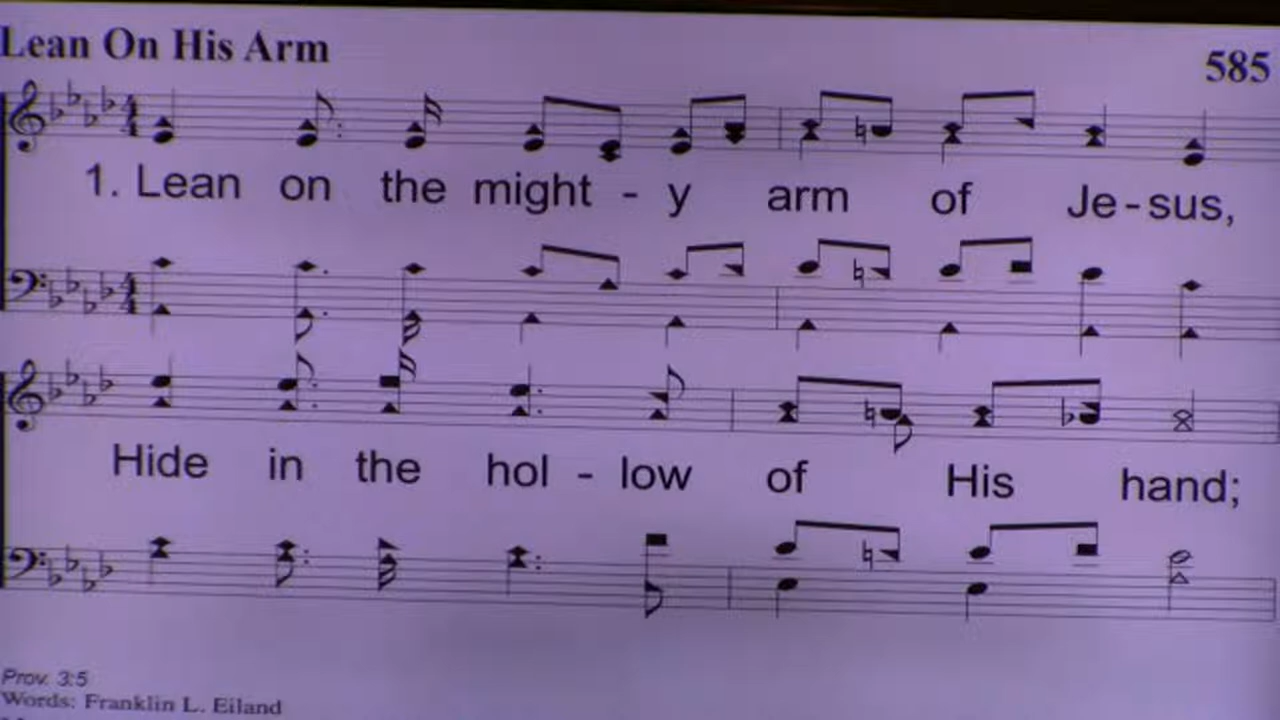 Lean On His Arm 585
1. Lean on the might - y arm of Je - sus,
Hide in the hol - low of His hand;
Prov. 3:5
Words: Franklin L. Eiland